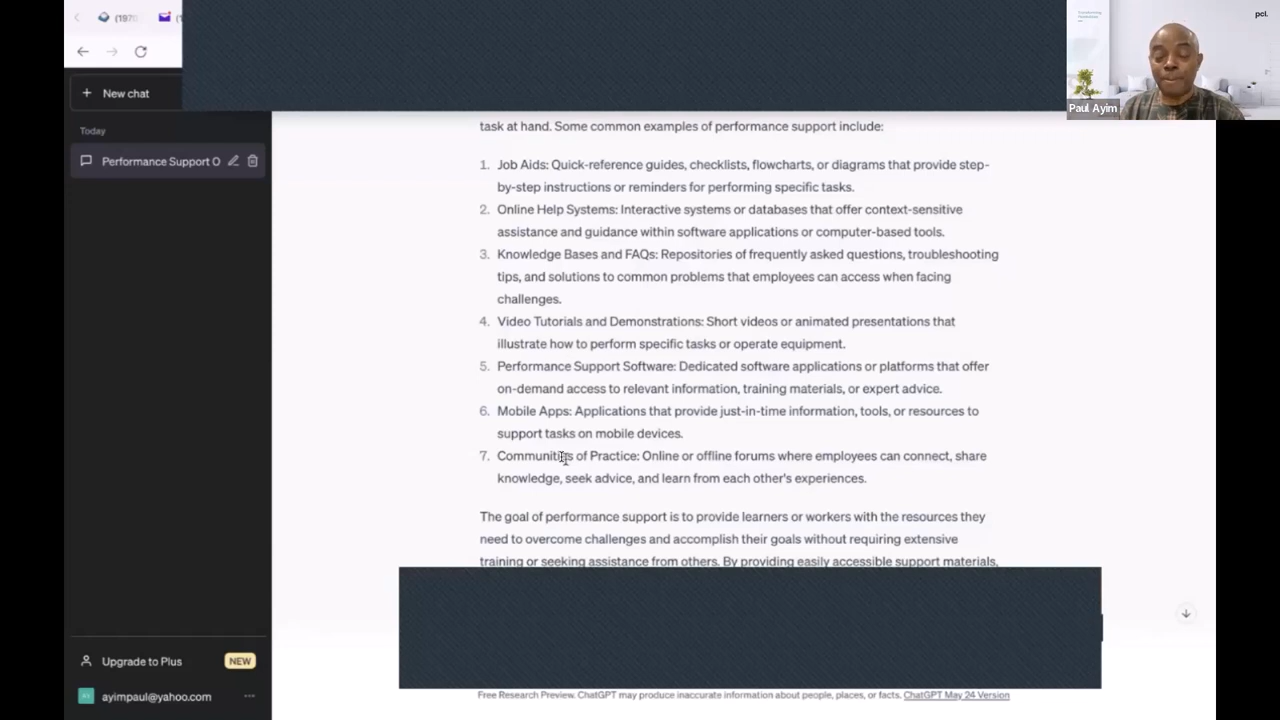 (1970
(1
pcl.
Paul Ayim
+ New chat
Today
Performance Support O
task at hand. Some common examples of performance support include:
1. Job Aids: Quick-reference guides, checklists, flowcharts, or diagrams that provide step-
by-step instructions or reminders for performing specific tasks.
2. Online Help Systems: Interactive systems or databases that offer context-sensitive
assistance and guidance within software applications or computer-based tools.
3. Knowledge Bases and FAQs: Repositories of frequently asked questions, troubleshooting
tips, and solutions to common problems that employees can access when facing
challenges.
4. Video Tutorials and Demonstrations: Short videos or animated presentations that
illustrate how to perform specific tasks or operate equipment.
5. Performance Support Software: Dedicated software applications or platforms that offer
on-demand access to relevant information, training materials, or expert advice.
6. Mobile Apps: Applications that provide just-in-time information, tools, or resources to
support tasks on mobile devices.
7. Communities of Practice: Online or offline forums where employees can connect, share
knowledge, seek advice, and learn from each other's experiences.
The goal of performance support is to provide learners or workers with the resources they
need to overcome challenges and accomplish their goals without requiring extensive
training or seeking assistance from others. By providing easily accessible support materials,
Upgrade to Plus
NEW
ayimpaul@yahoo.com
Free Research Preview. ChatGPT may produce inaccurate information about people, places, or facts. ChatGPT May 24 Version